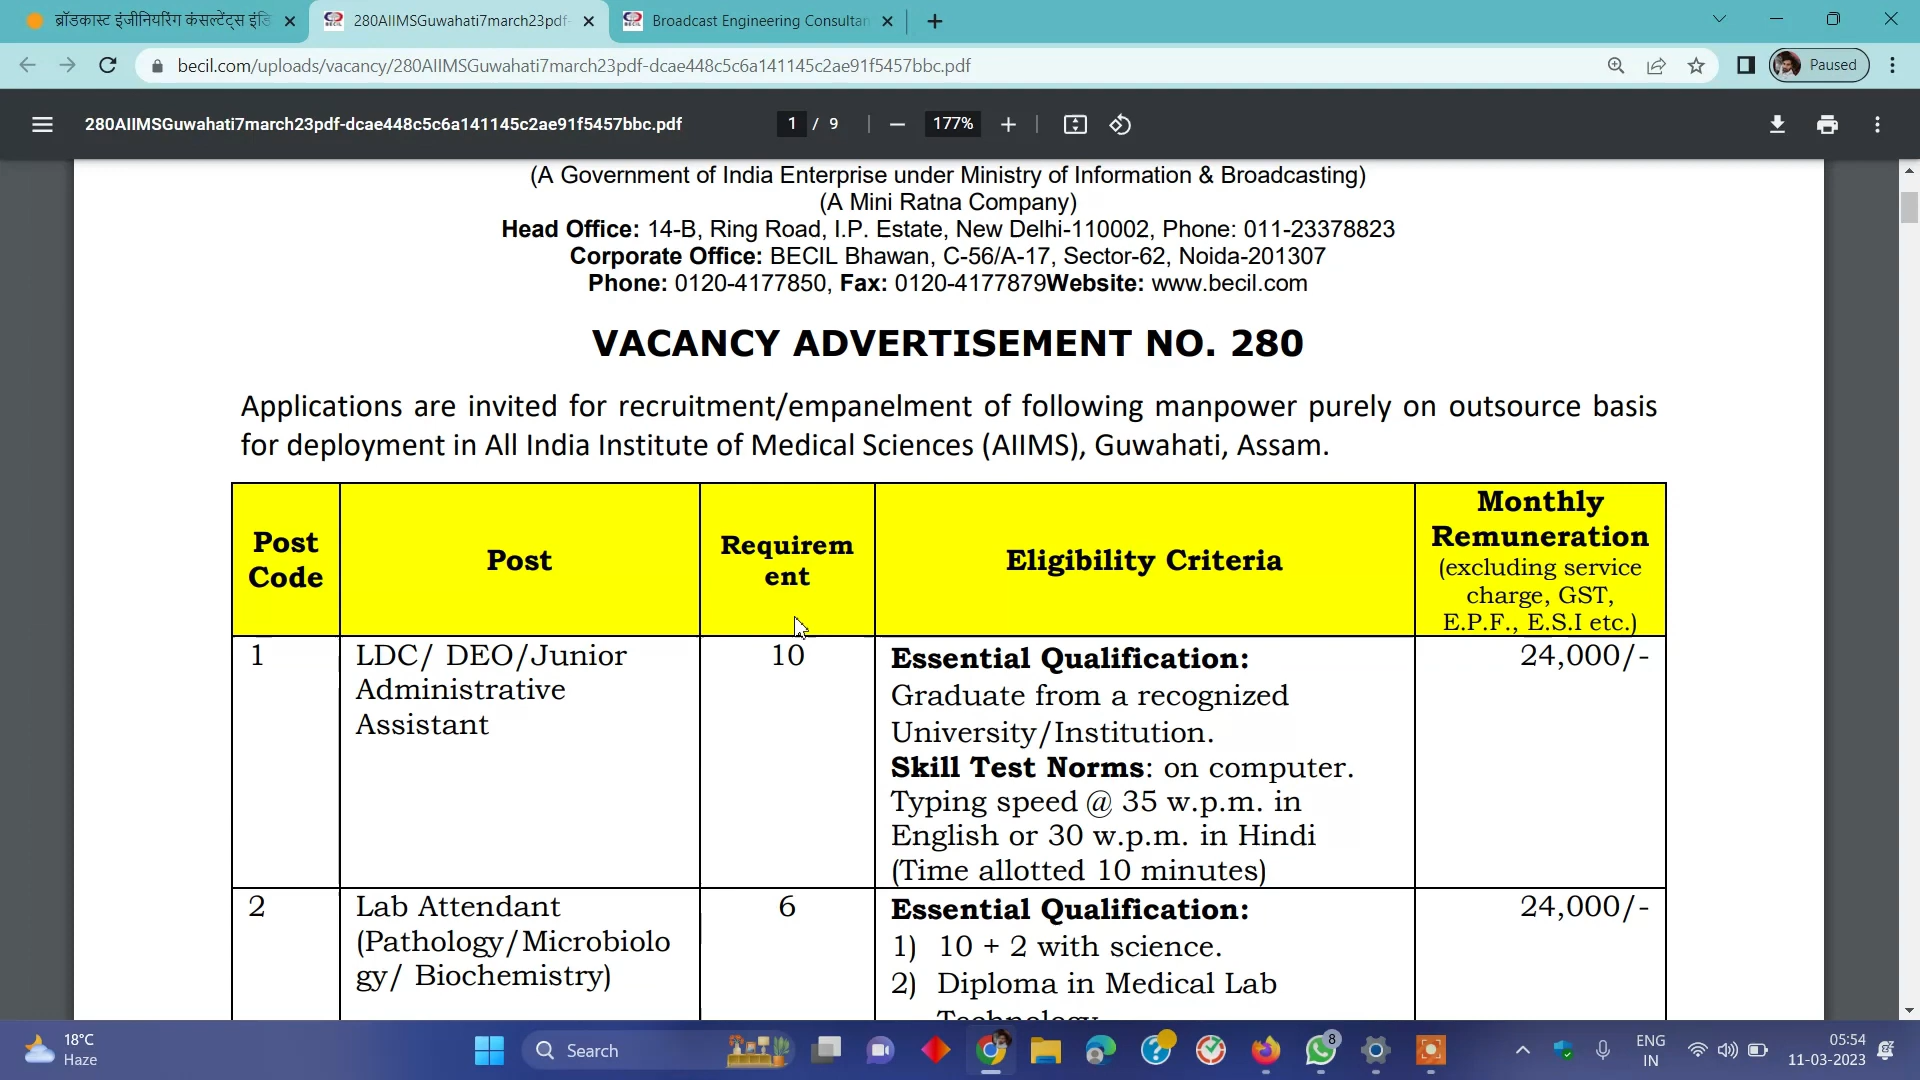 ब्रॉडकास्ट इंजीनियरिंग कंसल्टेंट्स इंडि
280AIIMSGuwahati7march23pdf-
Broadcast Engineering Consultan
becil.com/uploads/vacancy/280AIIMSGuwahati7march23pdf-dcae448c5c6a141145c2ae91f5457bbc.pdf
Paused
280AIIMSGuwahati7march23pdf-dcae448c5c6a141145c2ae91f5457bbc.pdf
1 / 9
177%
(A Government of India Enterprise under Ministry of Information & Broadcasting)
(A Mini Ratna Company)
Head Office: 14-B, Ring Road, I.P. Estate, New Delhi-110002, Phone: 011-23378823
Corporate Office: BECIL Bhawan, C-56/A-17, Sector-62, Noida-201307
Phone: 0120-4177850, Fax: 0120-4177879Website: www.becil.com
VACANCY ADVERTISEMENT NO. 280
Applications are invited for recruitment/empanelment of following manpower purely on outsource basis
for deployment in All India Institute of Medical Sciences (AIIMS), Guwahati, Assam.
Post
Code
Post
Requirem
ent
Eligibility Criteria
Monthly
Remuneration
(excluding service
charge, GST,
E.P.F., E.S.I etc.)
1
LDC/ DEO/Junior
Administrative
Assistant
10
Essential Qualification:
Graduate from a recognized
University/Institution.
Skill Test Norms: on computer.
Typing speed @ 35 w.p.m. in
English or 30 w.p.m. in Hindi
(Time allotted 10 minutes)
24,000/-
2
Lab Attendant
(Pathology/Microbiolo
gy/ Biochemistry)
6
Essential Qualification:
1) 10 + 2 with science.
2) Diploma in Medical Lab
Technology
24,000/-
18°C
Haze
Search
8
ENG
IN
05:54
11-03-2023